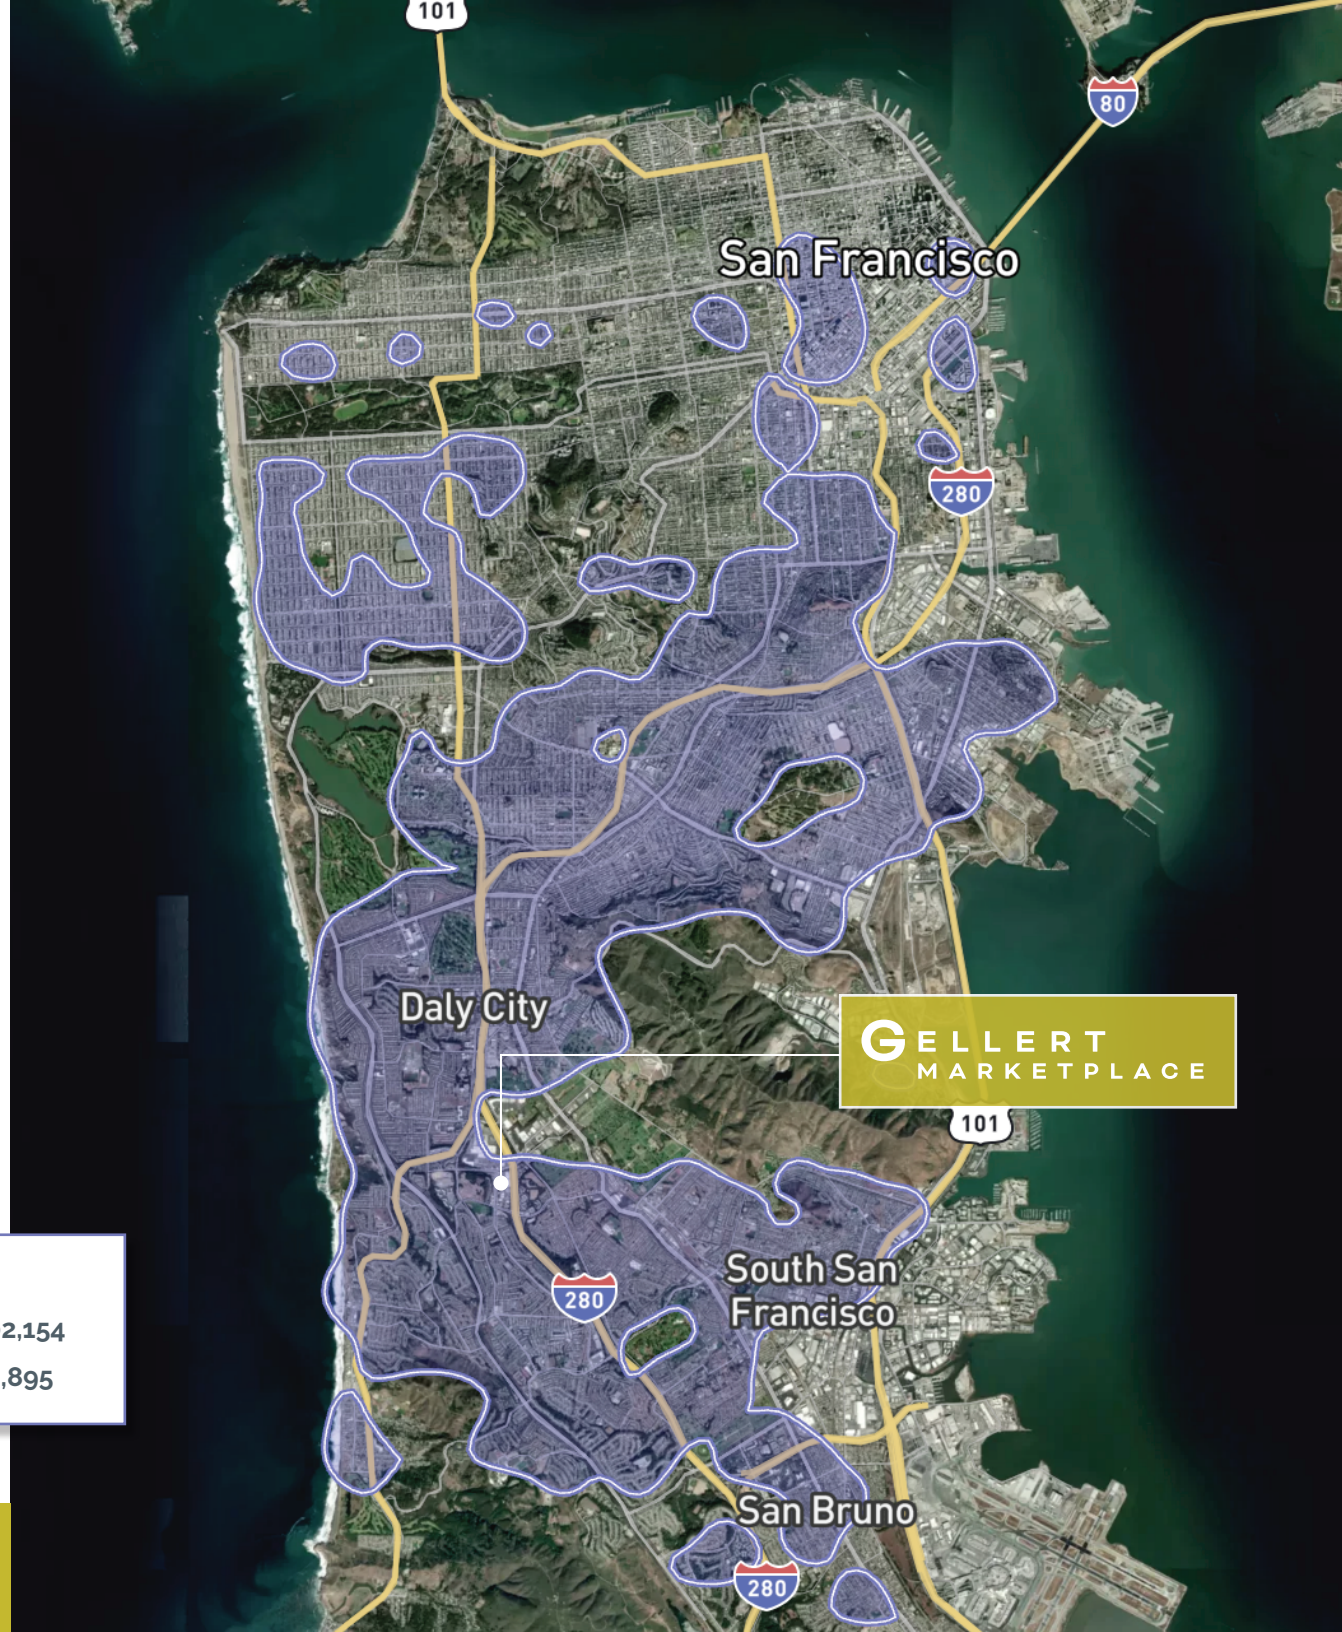 101
80
San Francisco
280
Daly City
GELLERT
MARKETPLACE
101
South San
Francisco
280
2,154
,895
San Bruno
280